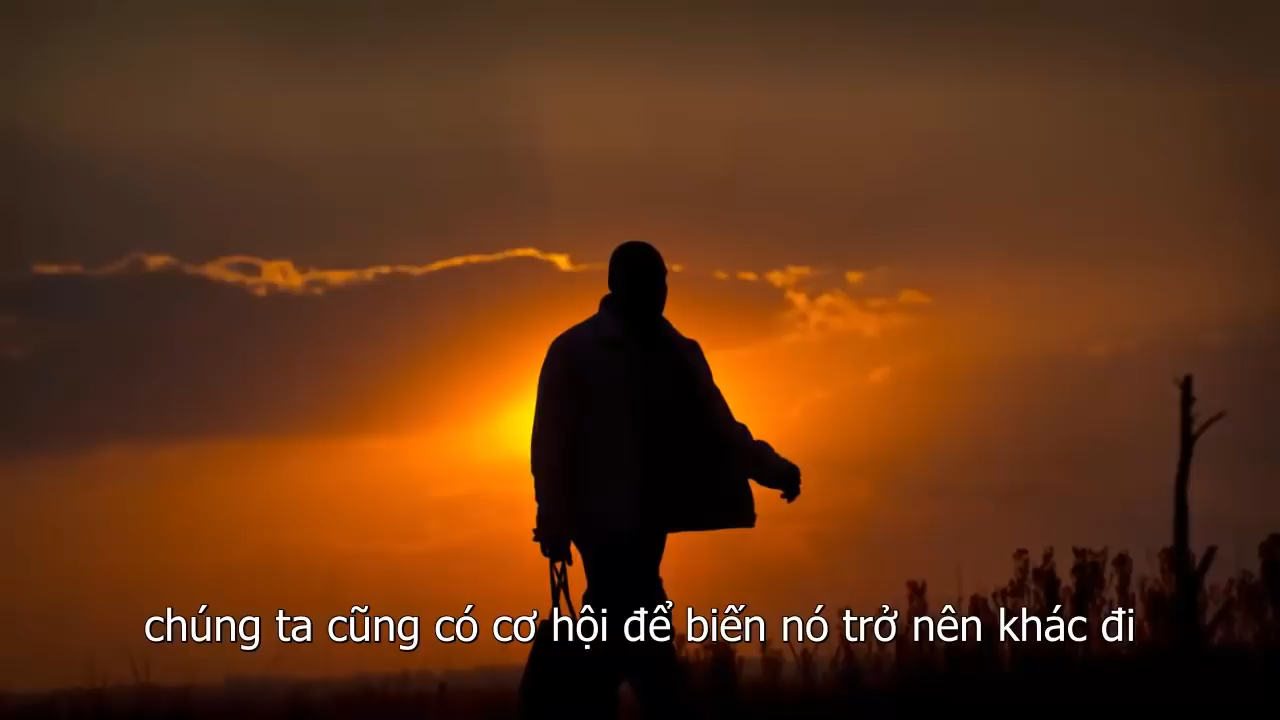 chúng ta cũng có cơ hội để biến nó trở nên khác đi